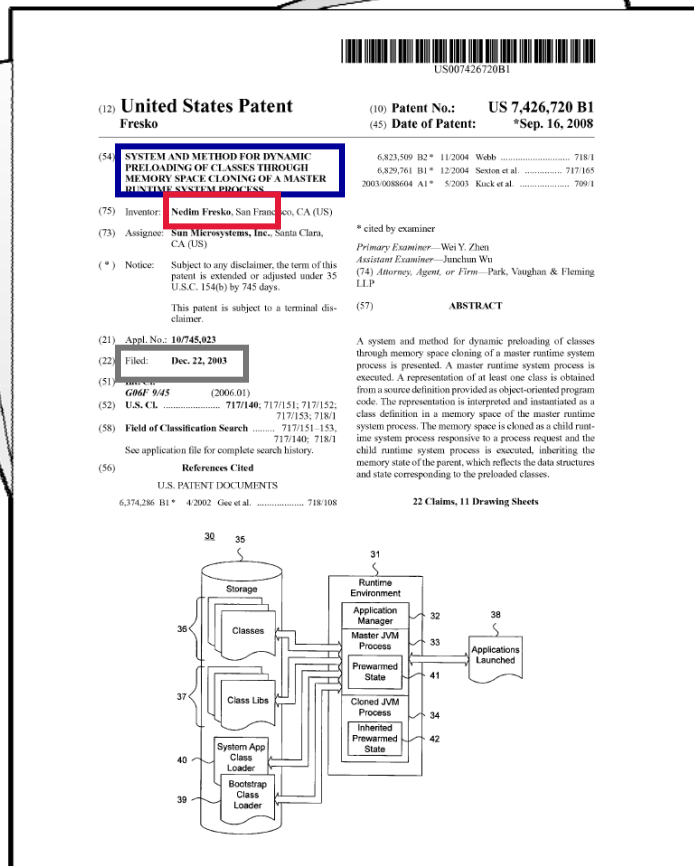 US007426720B1
(12) United States Patent
Fresko
(10) Patent No.: US 7,426,720 B1
(45) Date of Patent: *Sep. 16, 2008
(54) SYSTEM AND METHOD FOR DYNAMIC
PRELOADING OF CLASSES THROUGH
MEMORY SPACE CLONING OF A MASTER
RUNTIME SYSTEM PROCESS
(75) Inventor: Nedim Fresko, San Francisco, CA (US)
(73) Assignee: Sun Microsystems, Inc., Santa Clara,
CA (US)
( * ) Notice: Subject to any disclaimer, the term of this
patent is extended or adjusted under 35
U.S.C. 154(b) by 745 days.
This patent is subject to a terminal dis-
claimer.
(21) Appl. No.: 10/745,023
(22) Filed: Dec. 22, 2003
(51) Int. Cl.
G06F 9/45 (2006.01)
(52) U.S. Cl. .................... 717/140; 717/151; 717/152;
717/153; 718/1
(58) Field of Classification Search ......... 717/151–153,
717/140; 718/1
See application file for complete search history.
(56) References Cited
U.S. PATENT DOCUMENTS
6,374,286 B1 * 4/2002 Gee et al. .................... 718/108
6,823,509 B2 * 11/2004 Webb .......................... 718/1
6,829,761 B1 * 12/2004 Sexton et al. .............. 717/165
2003/0088604 A1 * 5/2003 Kuck et al. .................. 709/1
* cited by examiner
Primary Examiner—Wei Y. Zhen
Assistant Examiner—Junchun Wu
(74) Attorney, Agent, or Firm—Park, Vaughan & Fleming
LLP
(57) ABSTRACT
A system and method for dynamic preloading of classes
through memory space cloning of a master runtime system
process is presented. A master runtime system process is
executed. A representation of at least one class is obtained
from a source definition provided as object-oriented program
code. The representation is interpreted and instantiated as a
class definition in a memory space of the master runtime
system process. The memory space is cloned as a child runt-
ime system process responsive to a process request and the
child runtime system process is executed, inheriting the
memory state of the parent, which reflects the data structures
and state corresponding to the preloaded classes.
22 Claims, 11 Drawing Sheets
30
35
31
Storage
Runtime
Environment
Application
Manager
32
38
36
Classes
Master JVM
Process
33
Applications
Launched
Prewarmed
State
41
37
Class Libs
Cloned JVM
Process
34
Inherited
Prewarmed
State
42
System App
Class
Loader
40
Bootstrap
Class
Loader
39